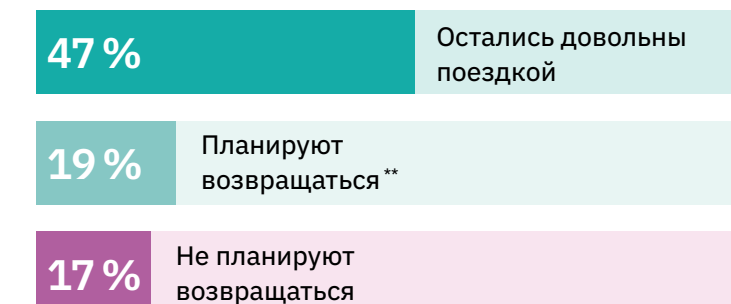 47 %
Остались довольны
поездкой
19 %
Планируют
возвращаться**
17 %
Не планируют
возвращаться